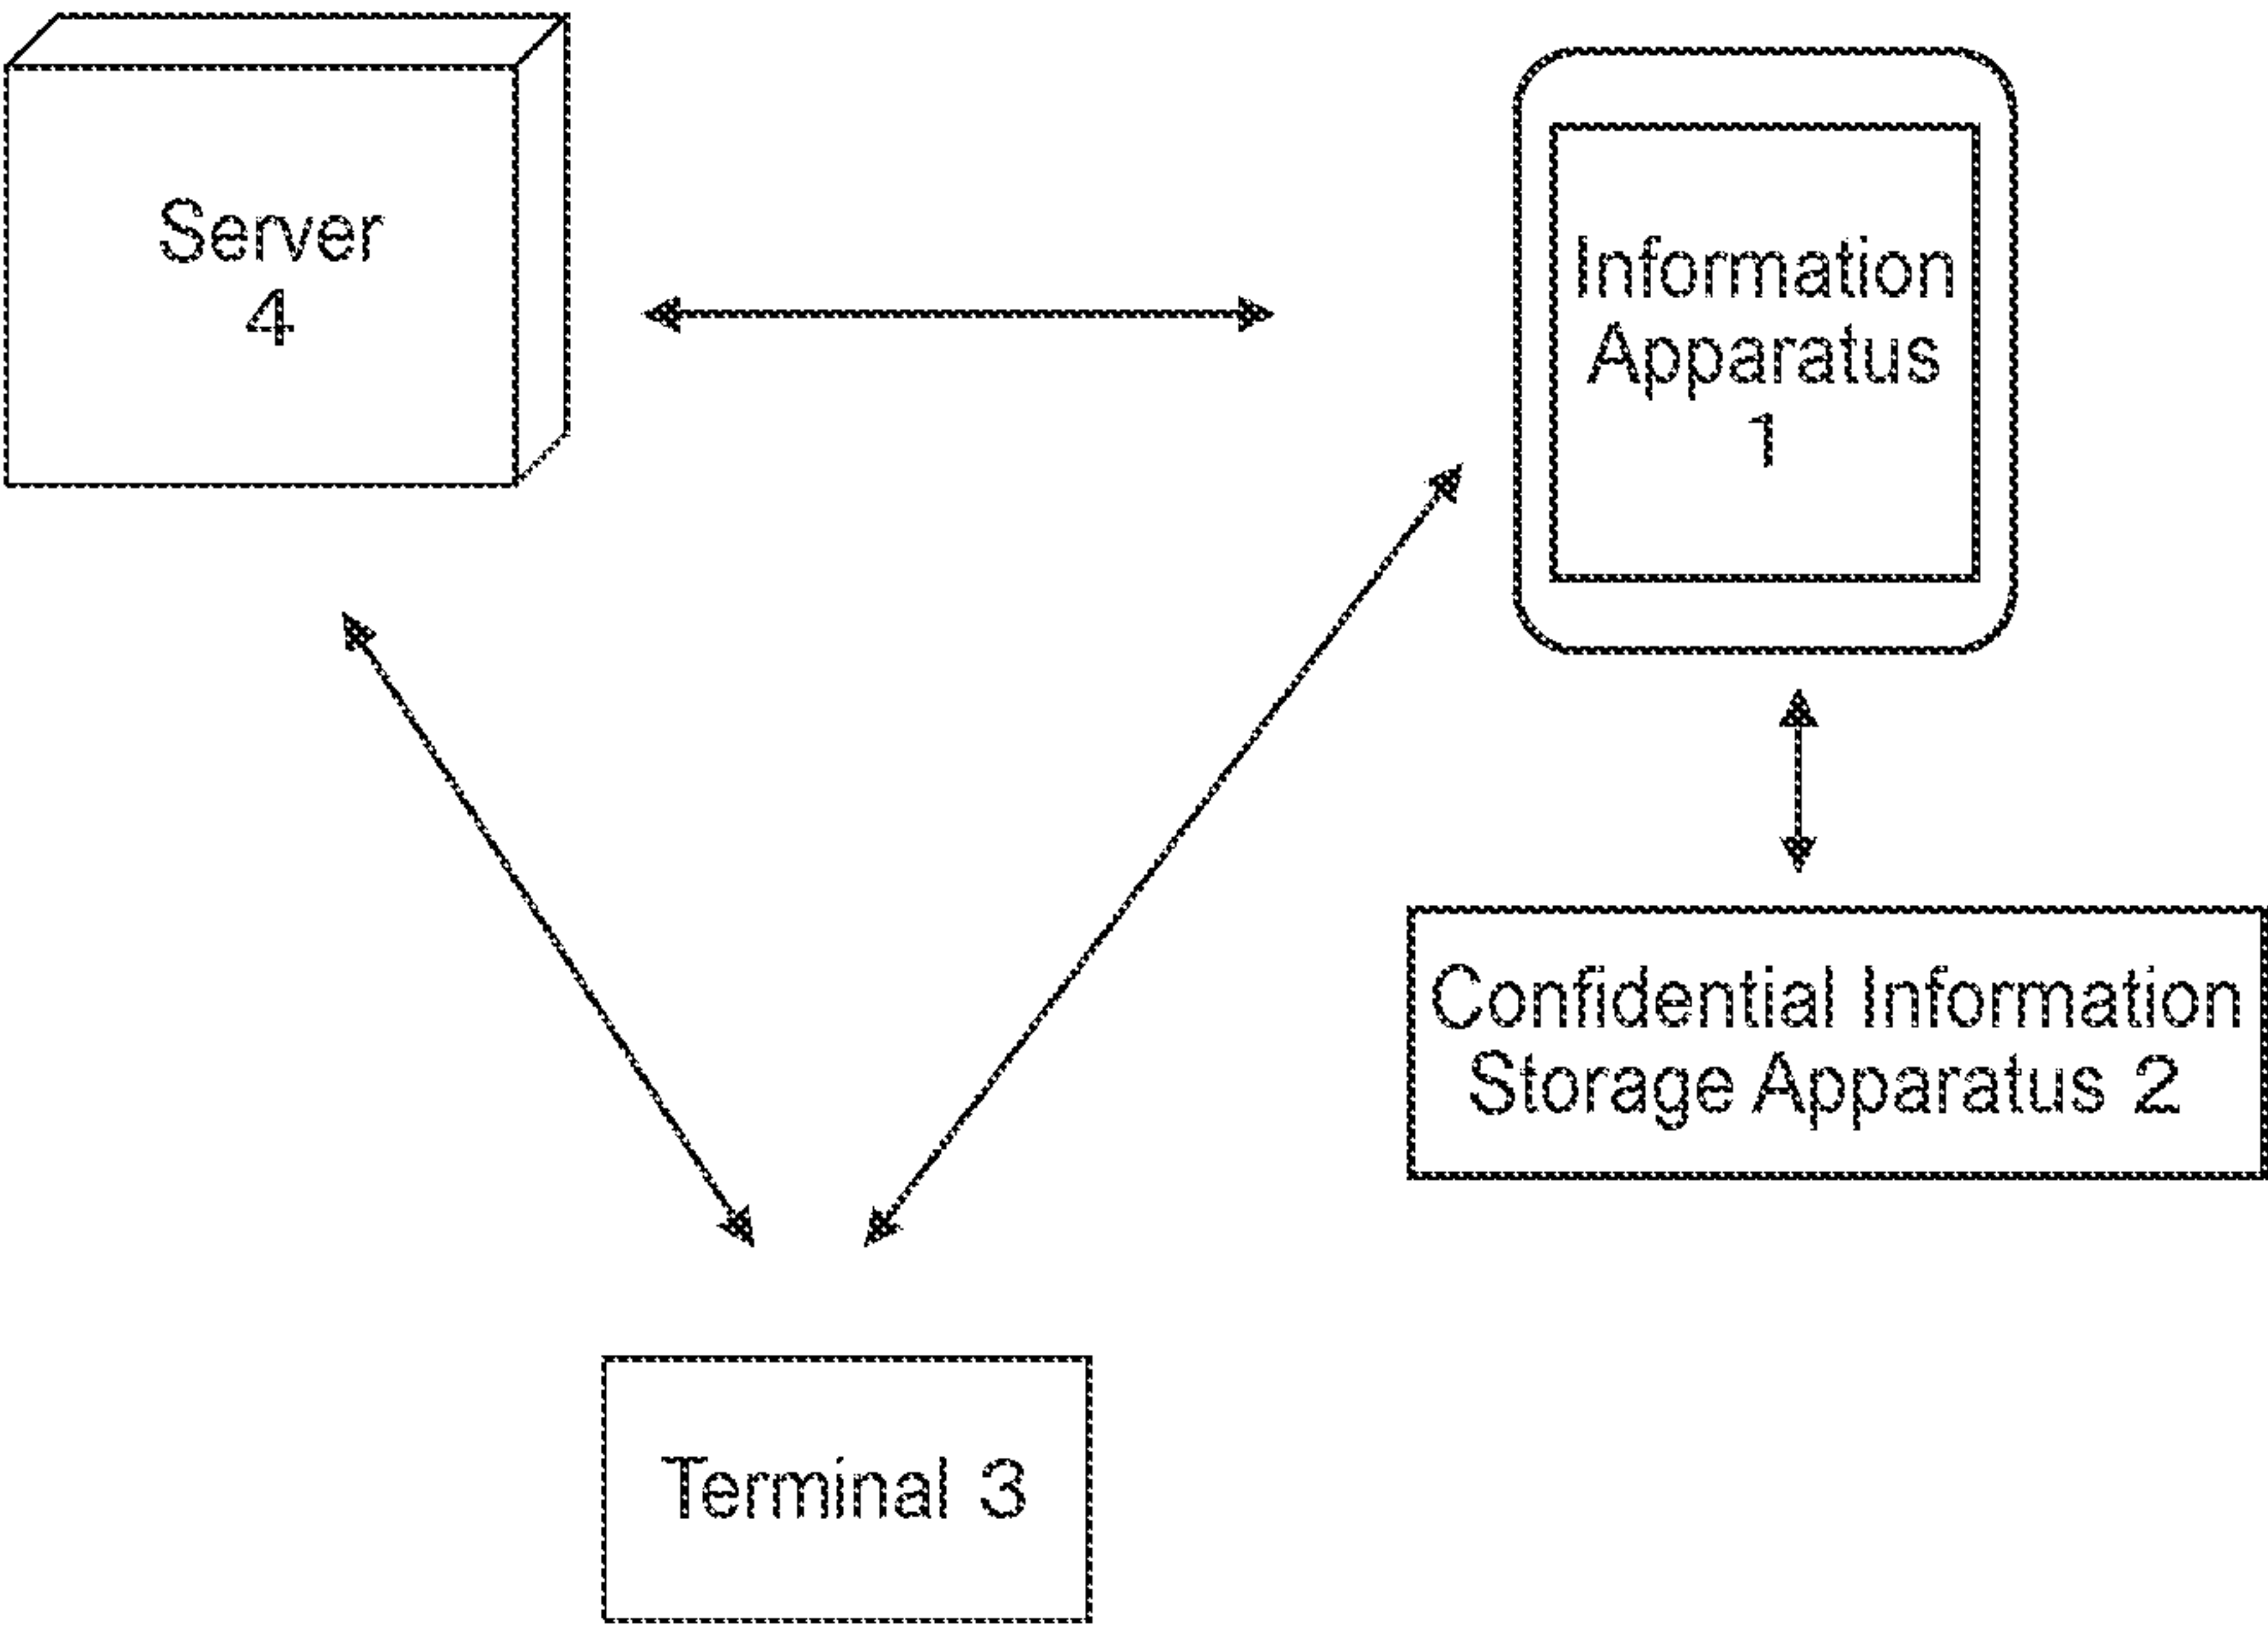 Server
4
Information
Apparatus
1
Confidential Information
Storage Apparatus 2
Terminal 3